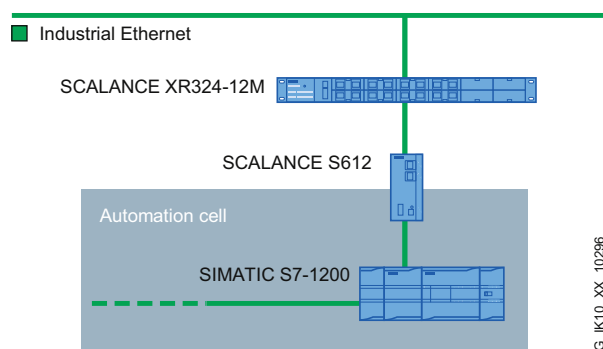 Industrial Ethernet
SCALANCE XR324-12M
SCALANCE S612
Automation cell
SIMATIC S7-1200
G_IK10_XX_10296